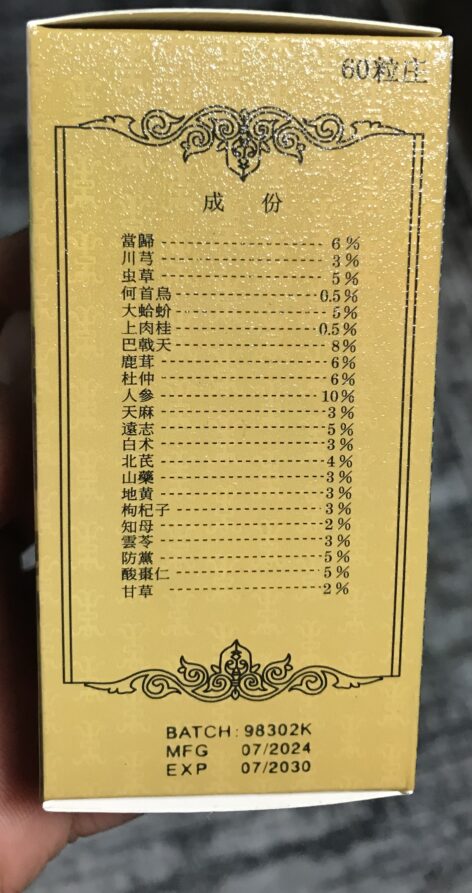 60粒庄
成份
當歸 6%
川芎 3%
虫草 5%
何首烏 0.5%
大蛤蚧 5%
上肉桂 0.5%
巴戟天 8%
鹿茸 6%
杜仲 6%
人參 10%
天麻 3%
遠志 5%
白术 3%
北芪 4%
山藥 3%
地黄 3%
枸杞子 3%
知母 2%
雲苓 3%
防黨 5%
酸棗仁 5%
甘草 2%
BATCH: 98302K
MFG 07/2024
EXP 07/2030